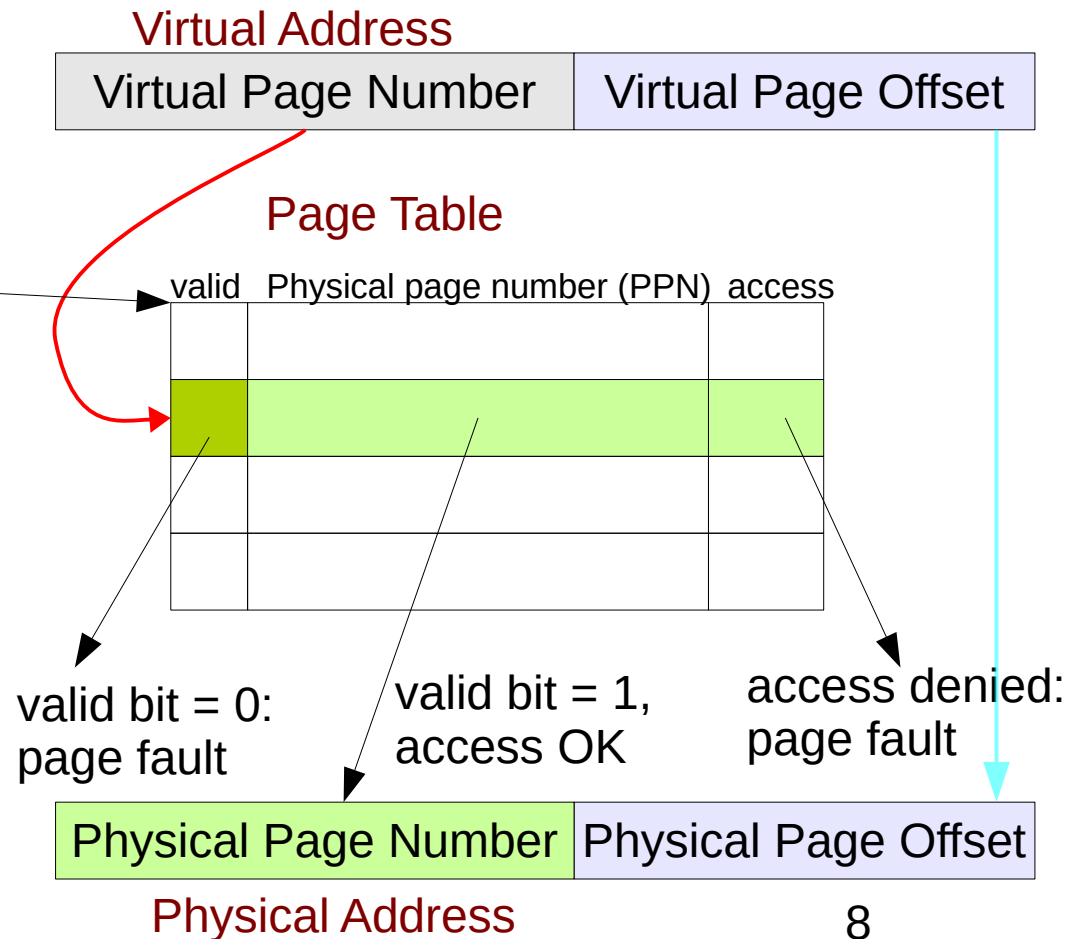 Virtual Address
Virtual Page Number Virtual Page Offset
Page Table
valid Physical page number (PPN) access
valid bit = 0:
page fault
valid bit = 1,
access OK
access denied:
page fault
Physical Page Number Physical Page Offset
Physical Address
8